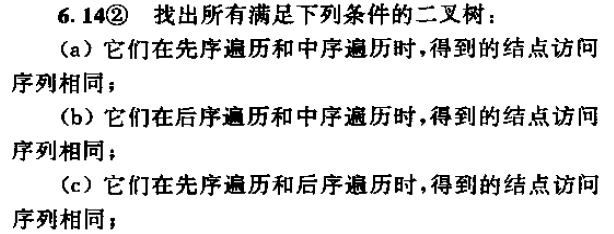 6.14② 找出所有满足下列条件的二叉树：
(a) 它们在先序遍历和中序遍历时，得到的结点访问
序列相同；
(b) 它们在后序遍历和中序遍历时，得到的结点访问
序列相同；
(c) 它们在先序遍历和后序遍历时，得到的结点访问
序列相同；